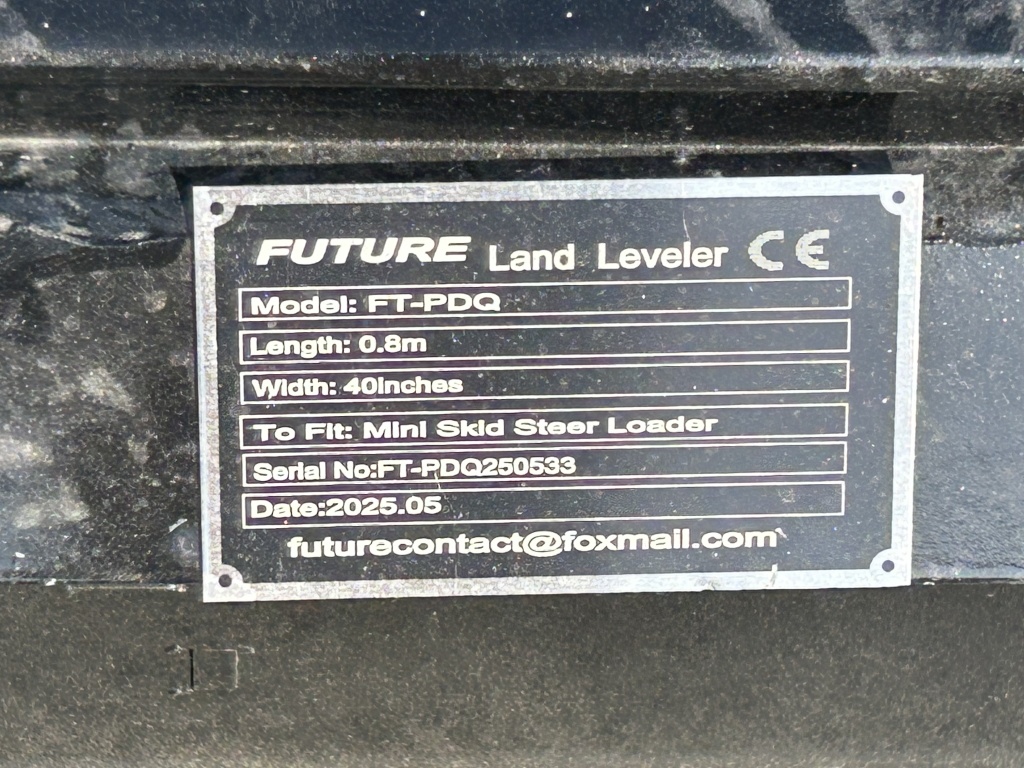 FUTURE Land Leveler CE
Model: FT-PDQ
Length: 0.8m
Width: 40inches
To Fit: Mini Skid Steer Loader
Serial No:FT-PDQ250533
Date:2025.05
futurecontact@foxmail.com